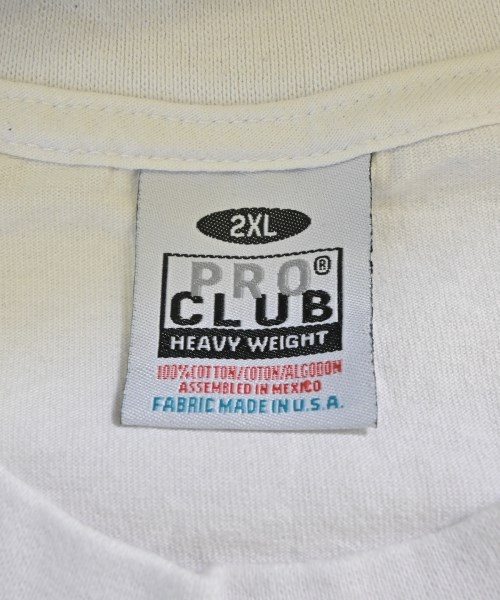 2XL
PRO ®
CLUB
HEAVY WEIGHT
100% COTTON/COTON/ALGODON
ASSEMBLED IN MEXICO
FABRIC MADE IN U.S.A.